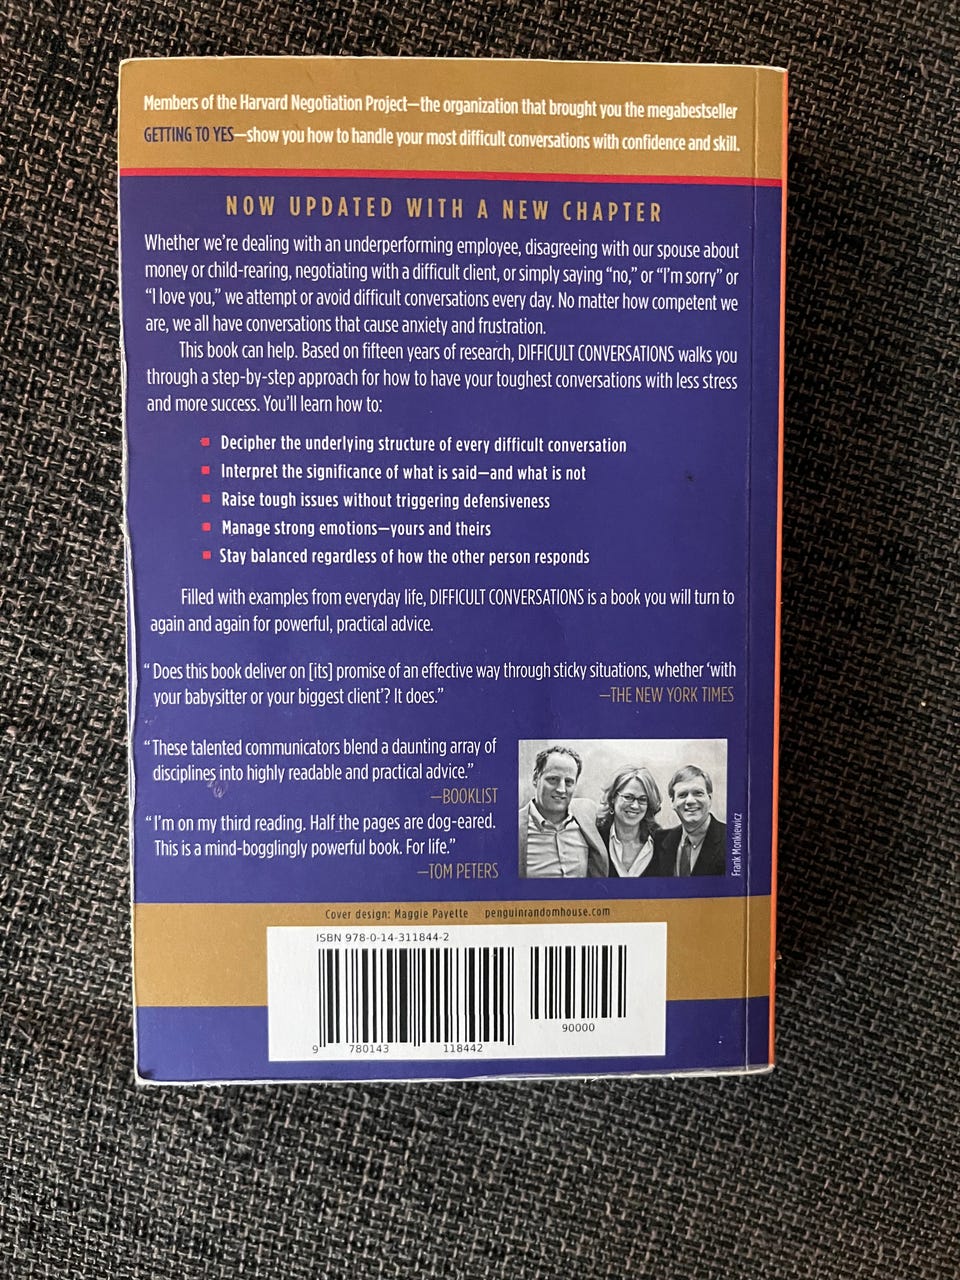 Members of the Harvard Negotiation Project—the organization that brought you the megabestseller
GETTING TO YES—show you how to handle your most difficult conversations with confidence and skill.
NOW UPDATED WITH A NEW CHAPTER
Whether we're dealing with an underperforming employee, disagreeing with our spouse about
money or child-rearing, negotiating with a difficult client, or simply saying “no,” or “I'm sorry” or
“I love you,” we attempt or avoid difficult conversations every day. No matter how competent we
are, we all have conversations that cause anxiety and frustration.
This book can help. Based on fifteen years of research, DIFFICULT CONVERSATIONS walks you
through a step-by-step approach for how to have your toughest conversations with less stress
and more success. You'll learn how to:
■ Decipher the underlying structure of every difficult conversation
■ Interpret the significance of what is said—and what is not
■ Raise tough issues without triggering defensiveness
■ Manage strong emotions—yours and theirs
■ Stay balanced regardless of how the other person responds
Filled with examples from everyday life, DIFFICULT CONVERSATIONS is a book you will turn to
again and again for powerful, practical advice.
“Does this book deliver on [its] promise of an effective way through sticky situations, whether ‘with
your babysitter or your biggest client’? It does.” —THE NEW YORK TIMES
“These talented communicators blend a daunting array of
disciplines into highly readable and practical advice.”
—BOOKLIST
“I'm on my third reading. Half the pages are dog-eared.
This is a mind-bogglingly powerful book. For life.”
—TOM PETERS
Frank Monkiewicz
Cover design: Maggie Payette penguinrandomhouse.com
ISBN 978-0-14-311844-2
90000
9 780143 118442